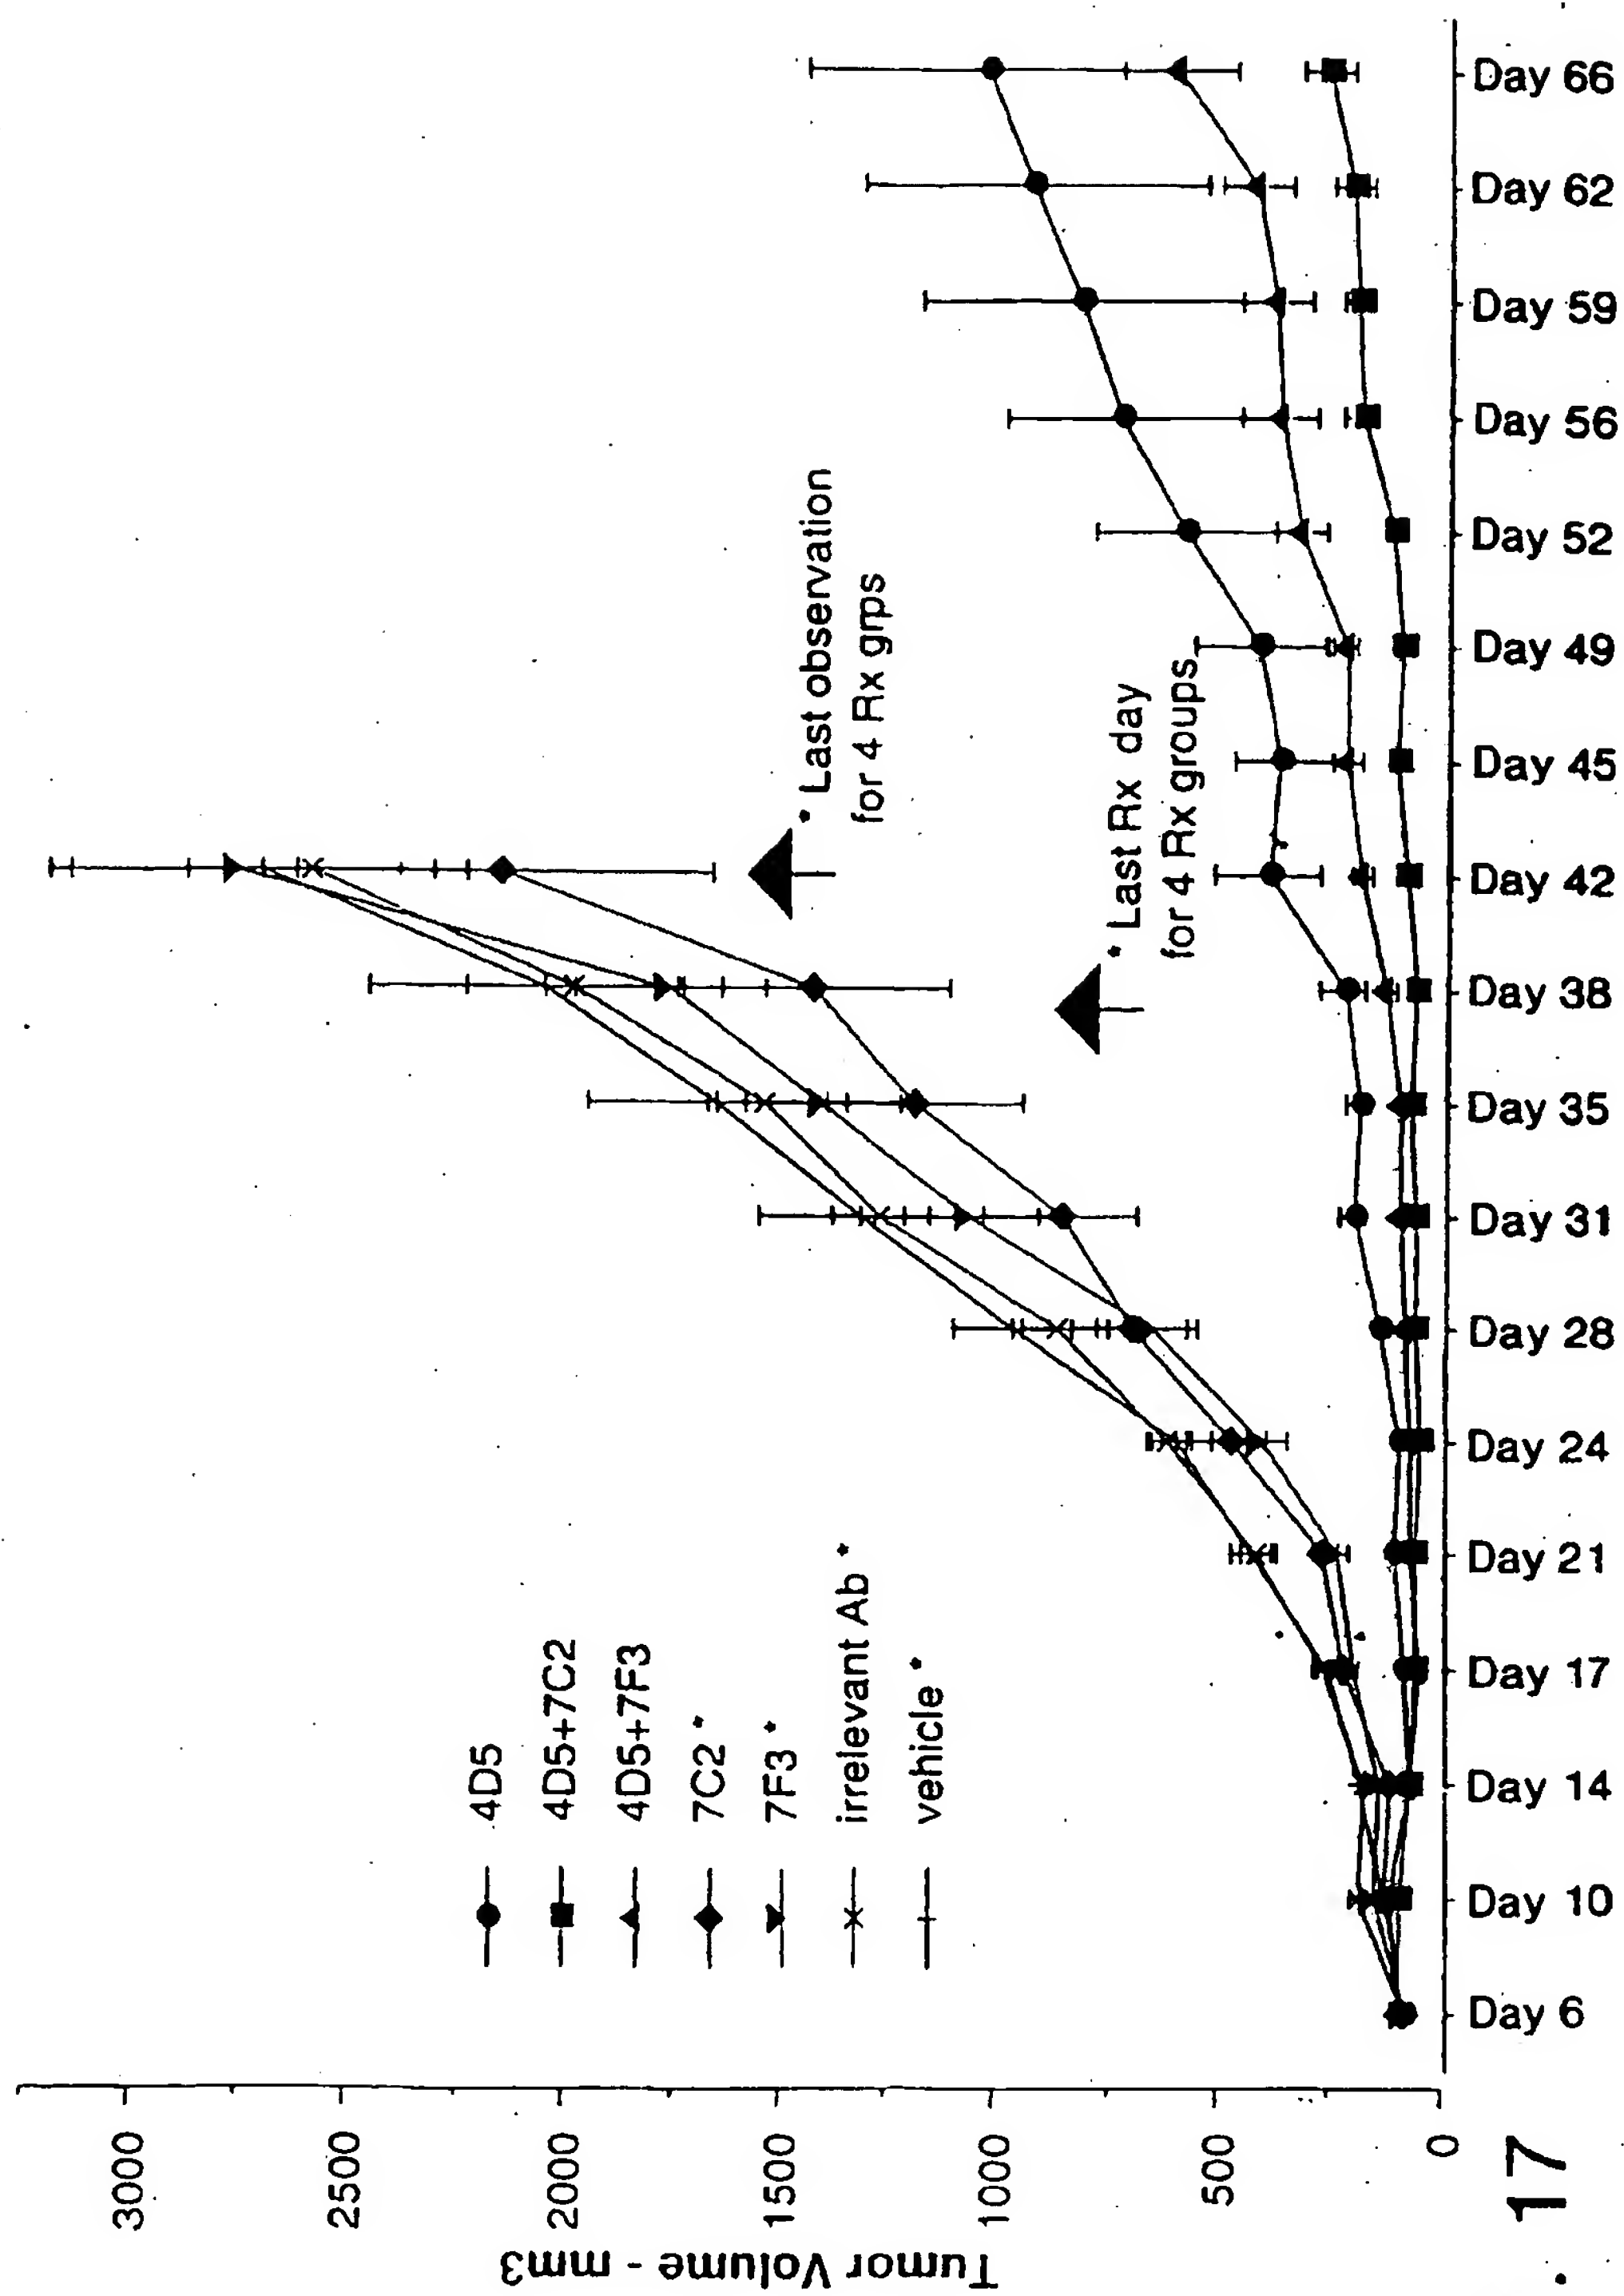 Tumor Volume - mm3
3000
2500
2000
1500
1000
500
0
4D5
4D5+7C2
4D5+7F3
7C2 *
7F3 *
irrelevant Ab *
vehicle *
* Last observation
for 4 Rx grps
* Last Rx day
for 4 Rx groups
Day 6
Day 10
Day 14
Day 17
Day 21
Day 24
Day 28
Day 31
Day 35
Day 38
Day 42
Day 45
Day 49
Day 52
Day 56
Day 59
Day 62
Day 66
. 17